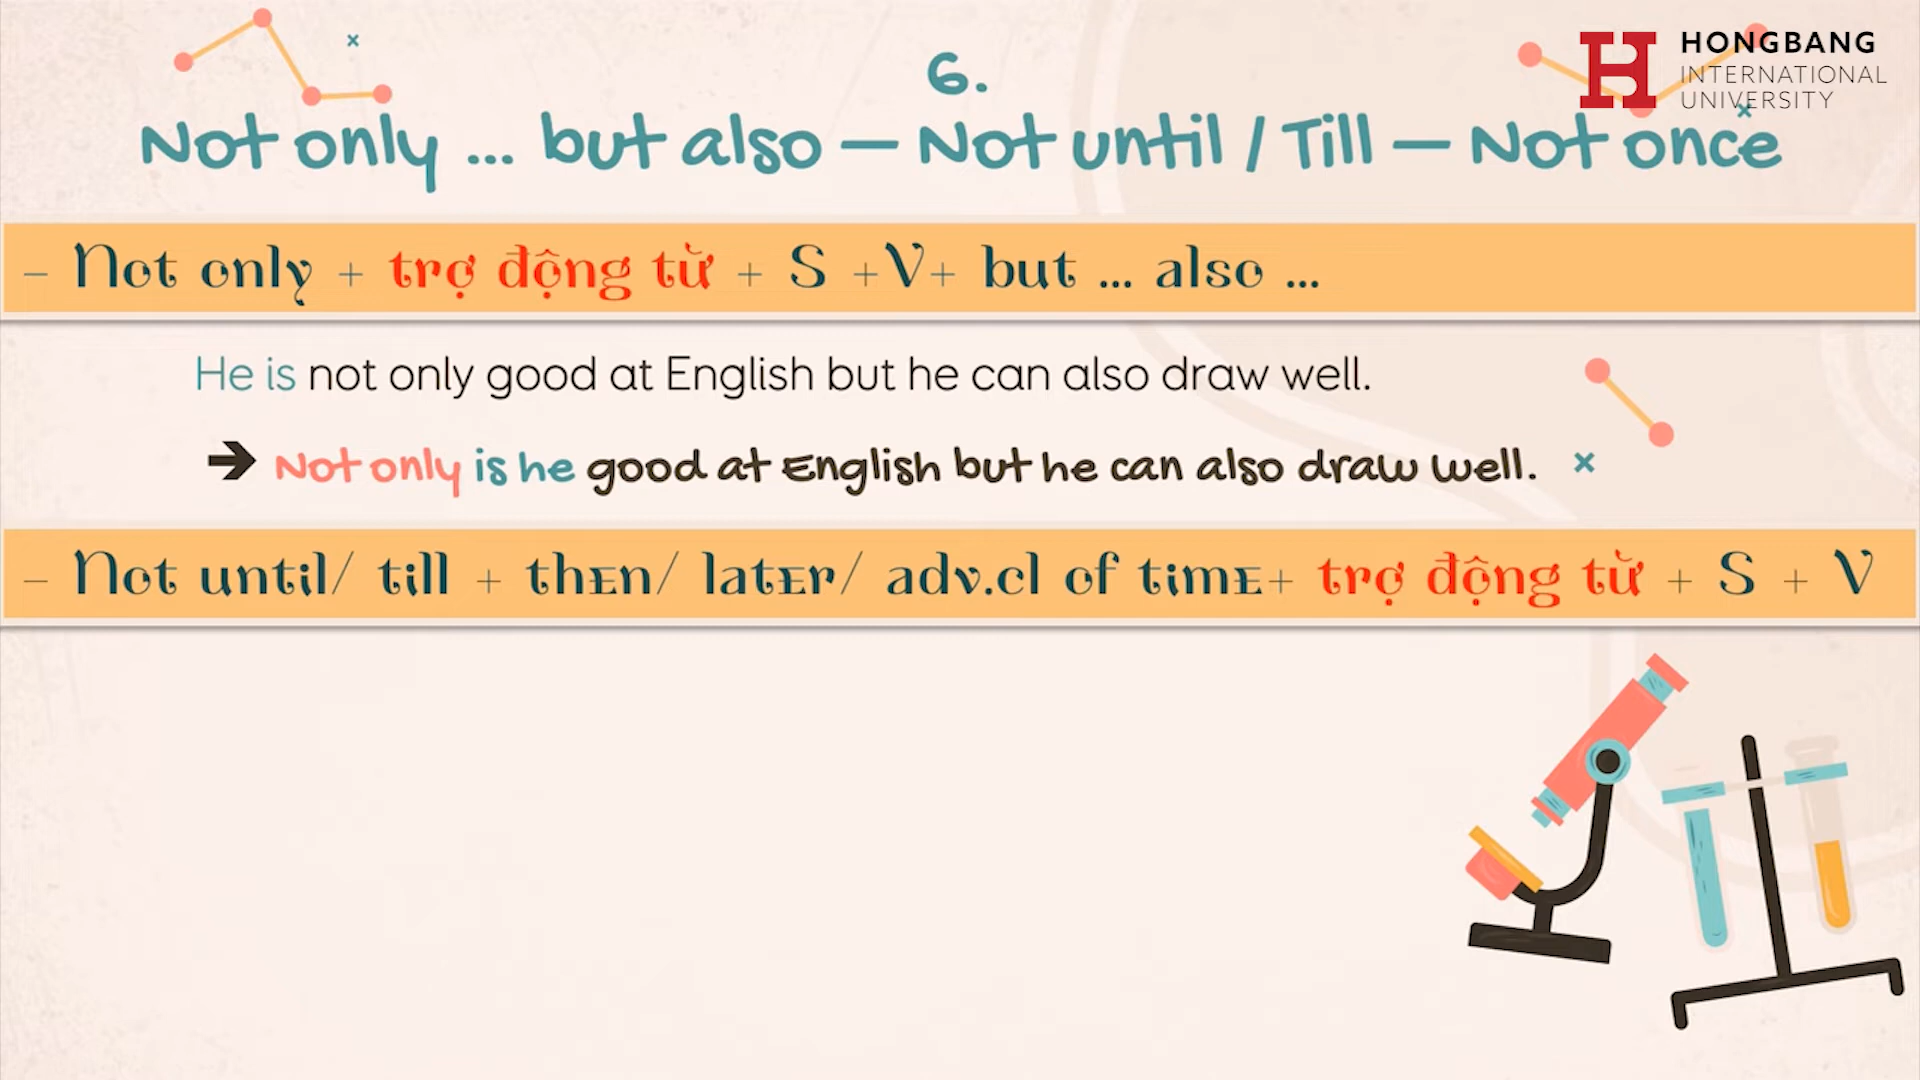 HONGBANG
INTERNATIONAL
UNIVERSITY
6.
Not only ... but also – Not until / Till – Not once
– Not only + trợ động từ + S +V+ but ... also ...
He is not only good at English but he can also draw well.
➔ Not only is he good at English but he can also draw well.
– Not until/ till + then/ later/ adv.cl of time+ trợ động từ + S + V